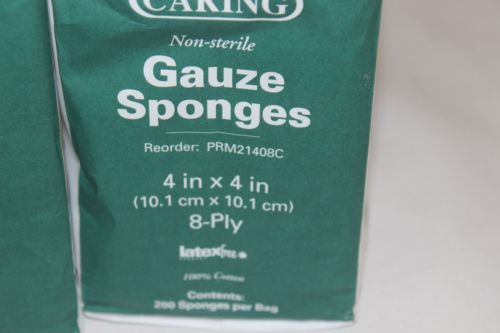 CARING
Non-sterile
Gauze
Sponges
Reorder: PRM21408C
4 in x 4 in
(10.1 cm x 10.1 cm)
8-Ply
latexfree
100% Cotton
Contents:
200 Sponges per Bag